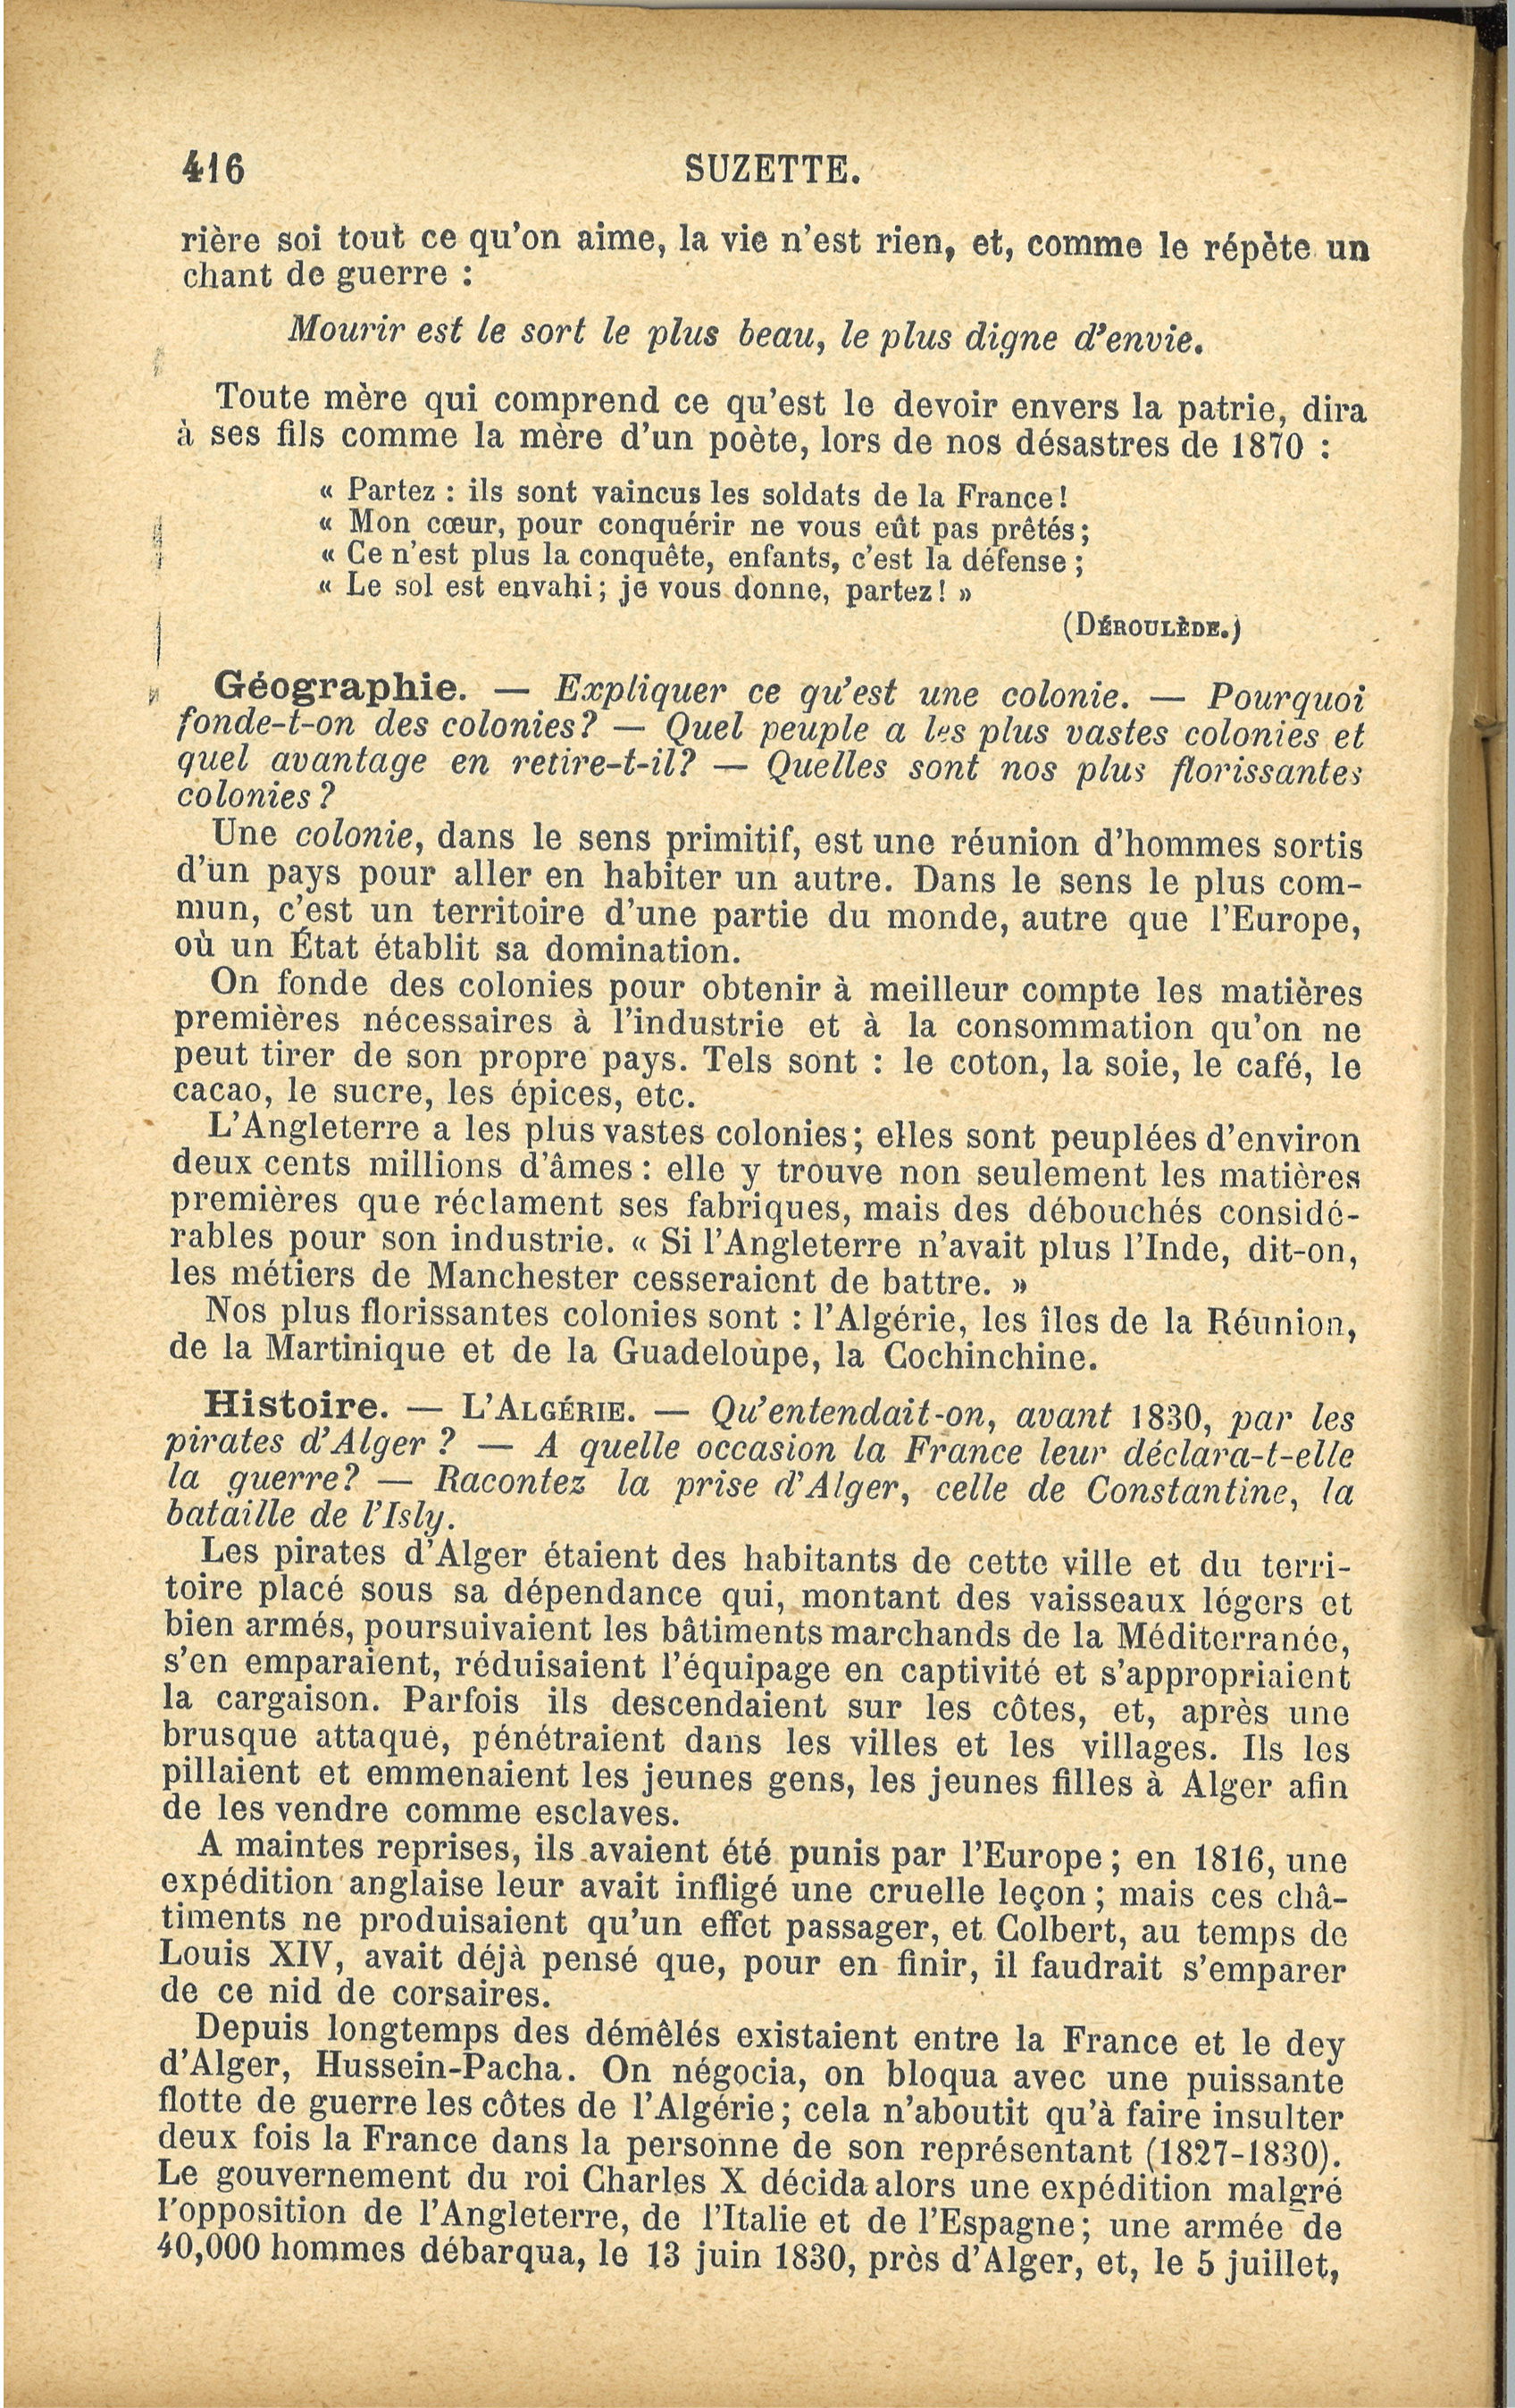 416
SUZETTE.
rière soi tout ce qu'on aime, la vie n'est rien, et, comme le répète un
chant de guerre :
Mourir est le sort le plus beau, le plus digne d'envie.
Toute mère qui comprend ce qu'est le devoir envers la patrie, dira
à ses fils comme la mère d'un poète, lors de nos désastres de 1870 :
« Partez : ils sont vaincus les soldats de la France !
« Mon cœur, pour conquérir ne vous eût pas prêtés ;
« Ce n'est plus la conquête, enfants, c'est la défense ;
« Le sol est envahi ; je vous donne, partez ! »
(DÉROULÈDE.)
Géographie. — Expliquer ce qu'est une colonie. — Pourquoi
fonde-t-on des colonies ? — Quel peuple a les plus vastes colonies et
quel avantage en retire-t-il ? — Quelles sont nos plus florissantes
colonies ?
Une colonie, dans le sens primitif, est une réunion d'hommes sortis
d'un pays pour aller en habiter un autre. Dans le sens le plus com-
mun, c'est un territoire d'une partie du monde, autre que l'Europe,
où un État établit sa domination.
On fonde des colonies pour obtenir à meilleur compte les matières
premières nécessaires à l'industrie et à la consommation qu'on ne
peut tirer de son propre pays. Tels sont : le coton, la soie, le café, le
cacao, le sucre, les épices, etc.
L'Angleterre a les plus vastes colonies ; elles sont peuplées d'environ
deux cents millions d'âmes : elle y trouve non seulement les matières
premières que réclament ses fabriques, mais des débouchés considé-
rables pour son industrie. « Si l'Angleterre n'avait plus l'Inde, dit-on,
les métiers de Manchester cesseraient de battre. »
Nos plus florissantes colonies sont : l'Algérie, les îles de la Réunion,
de la Martinique et de la Guadeloupe, la Cochinchine.
Histoire. — L'ALGÉRIE. — Qu'entendait-on, avant 1830, par les
pirates d'Alger ? — A quelle occasion la France leur déclara-t-elle
la guerre ? — Racontez la prise d'Alger, celle de Constantine, la
bataille de l'Isly.
Les pirates d'Alger étaient des habitants de cette ville et du terri-
toire placé sous sa dépendance qui, montant des vaisseaux légers et
bien armés, poursuivaient les bâtiments marchands de la Méditerranée,
s'en emparaient, réduisaient l'équipage en captivité et s'appropriaient
la cargaison. Parfois ils descendaient sur les côtes, et, après une
brusque attaque, pénétraient dans les villes et les villages. Ils les
pillaient et emmenaient les jeunes gens, les jeunes filles à Alger afin
de les vendre comme esclaves.
A maintes reprises, ils avaient été punis par l'Europe ; en 1816, une
expédition anglaise leur avait infligé une cruelle leçon ; mais ces châ-
timents ne produisaient qu'un effet passager, et Colbert, au temps de
Louis XIV, avait déjà pensé que, pour en finir, il faudrait s'emparer
de ce nid de corsaires.
Depuis longtemps des démêlés existaient entre la France et le dey
d'Alger, Hussein-Pacha. On négocia, on bloqua avec une puissante
flotte de guerre les côtes de l'Algérie ; cela n'aboutit qu'à faire insulter
deux fois la France dans la personne de son représentant (1827-1830).
Le gouvernement du roi Charles X décida alors une expédition malgré
l'opposition de l'Angleterre, de l'Italie et de l'Espagne ; une armée de
40,000 hommes débarqua, le 13 juin 1830, près d'Alger, et, le 5 juillet,